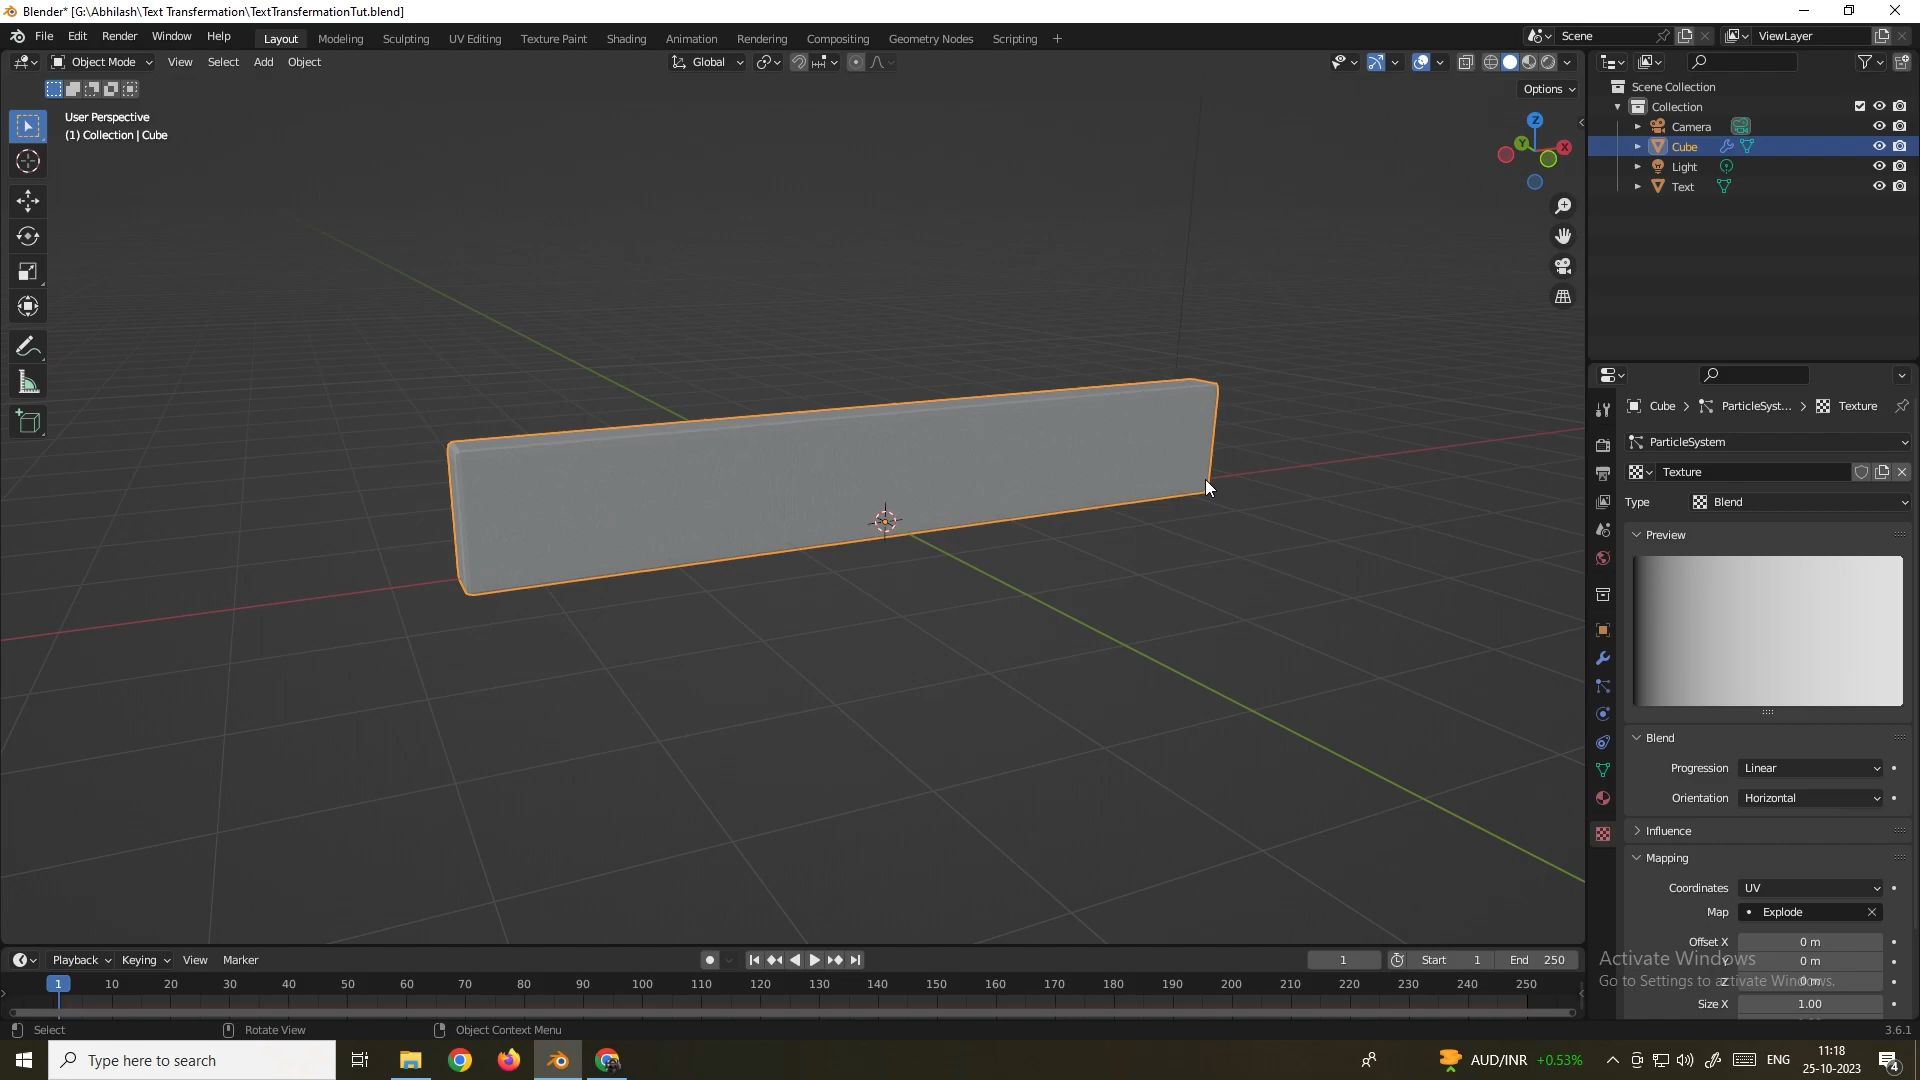 Blender* [G:\Abhilash\Text Transfermation\TextTransfermationTut.blend]
File Edit Render Window Help Layout Modeling Sculpting UV Editing Texture Paint Shading Animation Rendering Compositing Geometry Nodes Scripting + Scene ViewLayer
Object Mode View Select Add Object Global
Options
User Perspective
(1) Collection | Cube
Z
Y
X
Scene Collection
Collection
Camera
Cube
Light
Text
Cube > ParticleSyst... > Texture
ParticleSystem
Texture
Type Blend
Preview
Blend
Progression Linear
Orientation Horizontal
Influence
Mapping
Coordinates UV
Map Explode
Offset X 0 m
Y 0 m
Z 0 m
Size X 1.00
Activate Windows
Go to Settings to activate Windows.
Playback Keying View Marker 1 Start 1 End 250
1 10 20 30 40 50 60 70 80 90 100 110 120 130 140 150 160 170 180 190 200 210 220 230 240 250
Select Rotate View Object Context Menu 3.6.1
Type here to search AUD/INR +0.53% ENG 11:18
25-10-2023
4